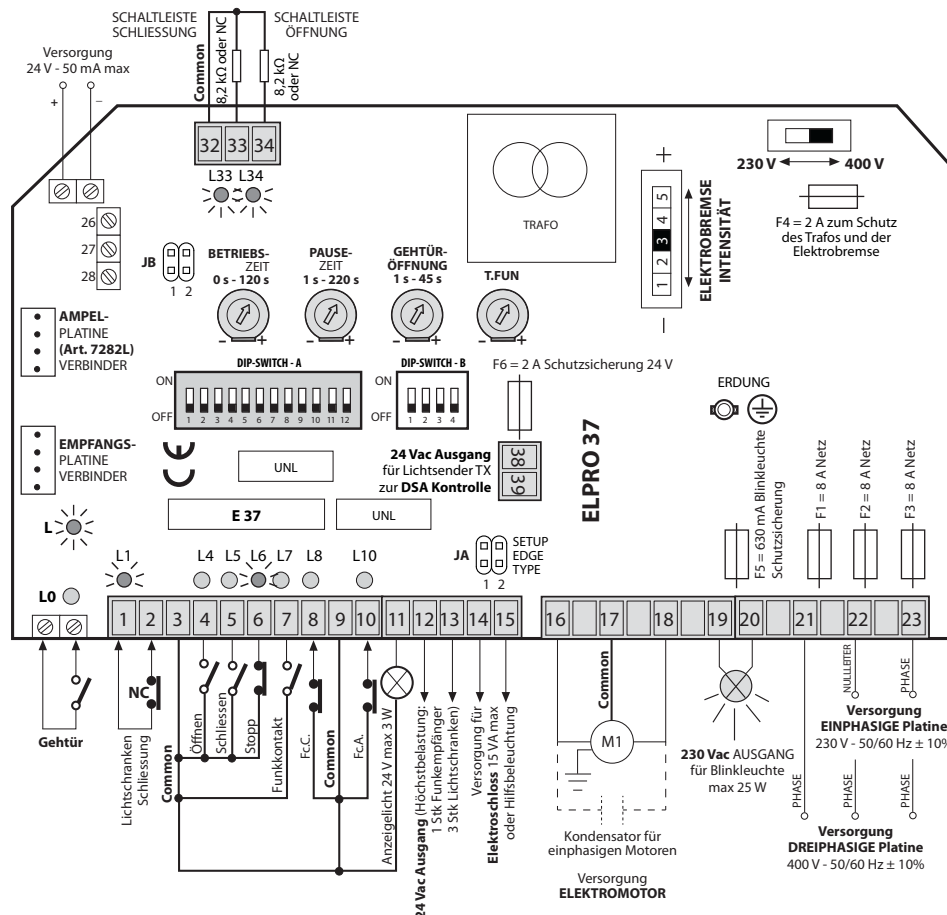 SCHALTLEISTE
SCHLIESSUNG
SCHALTLEISTE
ÖFFNUNG
Versorgung
24 V - 50 mA max
+
–
Common
8,2 kΩ oder NC
8,2 kΩ
oder NC
32 33 34
L33 L34
26
27
28
JB
1 2
BETRIEBS-
ZEIT
0 s - 120 s
- +
PAUSE-
ZEIT
1 s - 220 s
- +
GEHTÜR-
ÖFFNUNG
1 s - 45 s
- +
T.FUN
- +
TRAFO
+
5
4
3
2
1
–
ELEKTROBREMSE
INTENSITÄT
230 V 400 V
F4 = 2 A zum Schutz
des Trafos und der
Elektrobremse
AMPEL-
PLATINE
(Art. 7282L)
VERBINDER
DIP-SWITCH - A
ON
OFF
1 2 3 4 5 6 7 8 9 10 11 12
DIP-SWITCH - B
ON
OFF
1 2 3 4
F6 = 2 A Schutzsicherung 24 V
ERDUNG
EMPFANGS-
PLATINE
VERBINDER
CE
UNL
24 Vac Ausgang
für Lichtsender TX
zur DSA Kontrolle
38
39
ELPRO 37
E 37
UNL
F5 = 630 mA Blinkleuchte
Schutzsicherung
F1 = 8 A Netz
F2 = 8 A Netz
F3 = 8 A Netz
L
L1 L4 L5 L6 L7 L8 L10
JA
SETUP
EDGE
TYPE
1 2
L0
1 2 3 4 5 6 7 8 9 10 11 12 13 14 15
16 17 18 19 20 21 22 23
Gehtür
NC
Lichtschranken
Schliessung
Common
Öffnen
Schliessen
Stopp
Funkkontakt
Fc.C.
Common
Fc.A.
Anzeigelicht 24 V max 3 W
24 Vac Ausgang (Höchstbelastung:
1 Stk Funkempfänger
3 Stk Lichtschranken)
Versorgung für
Elektroschloss 15 VA max
oder Hilfsbeleuchtung
Common
M1
Kondensator für
einphasigen Motoren
Versorgung
ELEKTROMOTOR
230 Vac AUSGANG
für Blinkleuchte
max 25 W
NULLEITER
PHASE
Versorgung
EINPHASIGE Platine
230 V - 50/60 Hz ± 10%
PHASE
PHASE
PHASE
Versorgung
DREIPHASIGE Platine
400 V - 50/60 Hz ± 10%